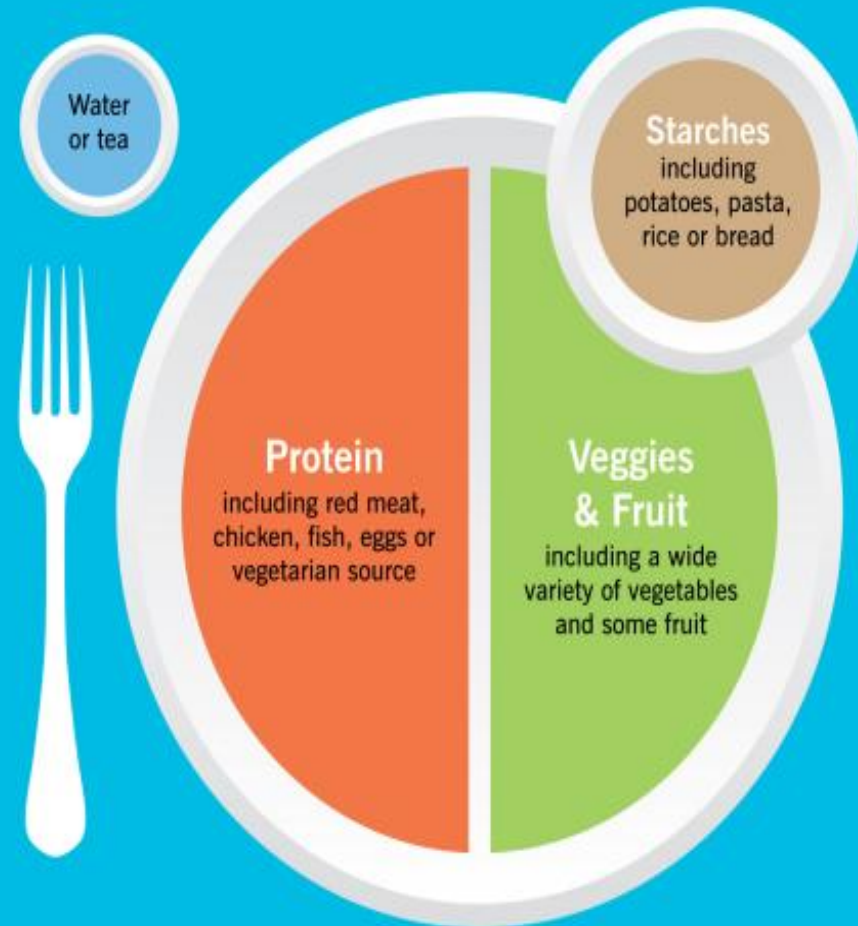 Water
or tea
Starches
including
potatoes, pasta,
rice or bread
Protein
including red meat,
chicken, fish, eggs or
vegetarian source
Veggies
& Fruit
including a wide
variety of vegetables
and some fruit